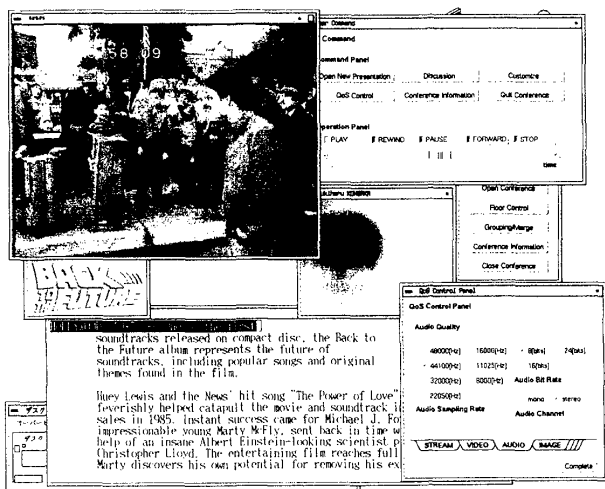 58 09
Command
Command Panel
Open New Presentation
Discussion
Customize
QoS Control
Conference Information
Quit Conference
Operation Panel
PLAY
REWIND
PAUSE
FORWARD
STOP
time
Open Conference
Floor Control
Grouping/Merge
Conference Information
Close Conference
BACK
FUTURE
QoS Control Panel
QoS Control Panel
Audio Quality
48000[Hz] 16000[Hz] 8[bits] 24[bits]
44100[Hz] 11025[Hz] 16[bits]
32000[Hz] 8000[Hz] Audio Bit Rate
22050[Hz] mono stereo
Audio Sampling Rate Audio Channel
STREAM VIDEO AUDIO IMAGE
Complete
soundtracks released on compact disc, the Back to
the Future album represents the future of
soundtracks, including popular songs and original
themes found in the film.
Huey Lewis and the News' hit song "The Power of Love"
feverishly helped catapult the movie and soundtrack
sales in 1985. Instant success came for Michael J. Fo
impressionable young Marty McFly, sent back in time
help of an insane Albert Einstein-looking scientist p
Christopher Lloyd. The entertaining film reaches full
Marty discovers his own potential for removing his ex
デスク